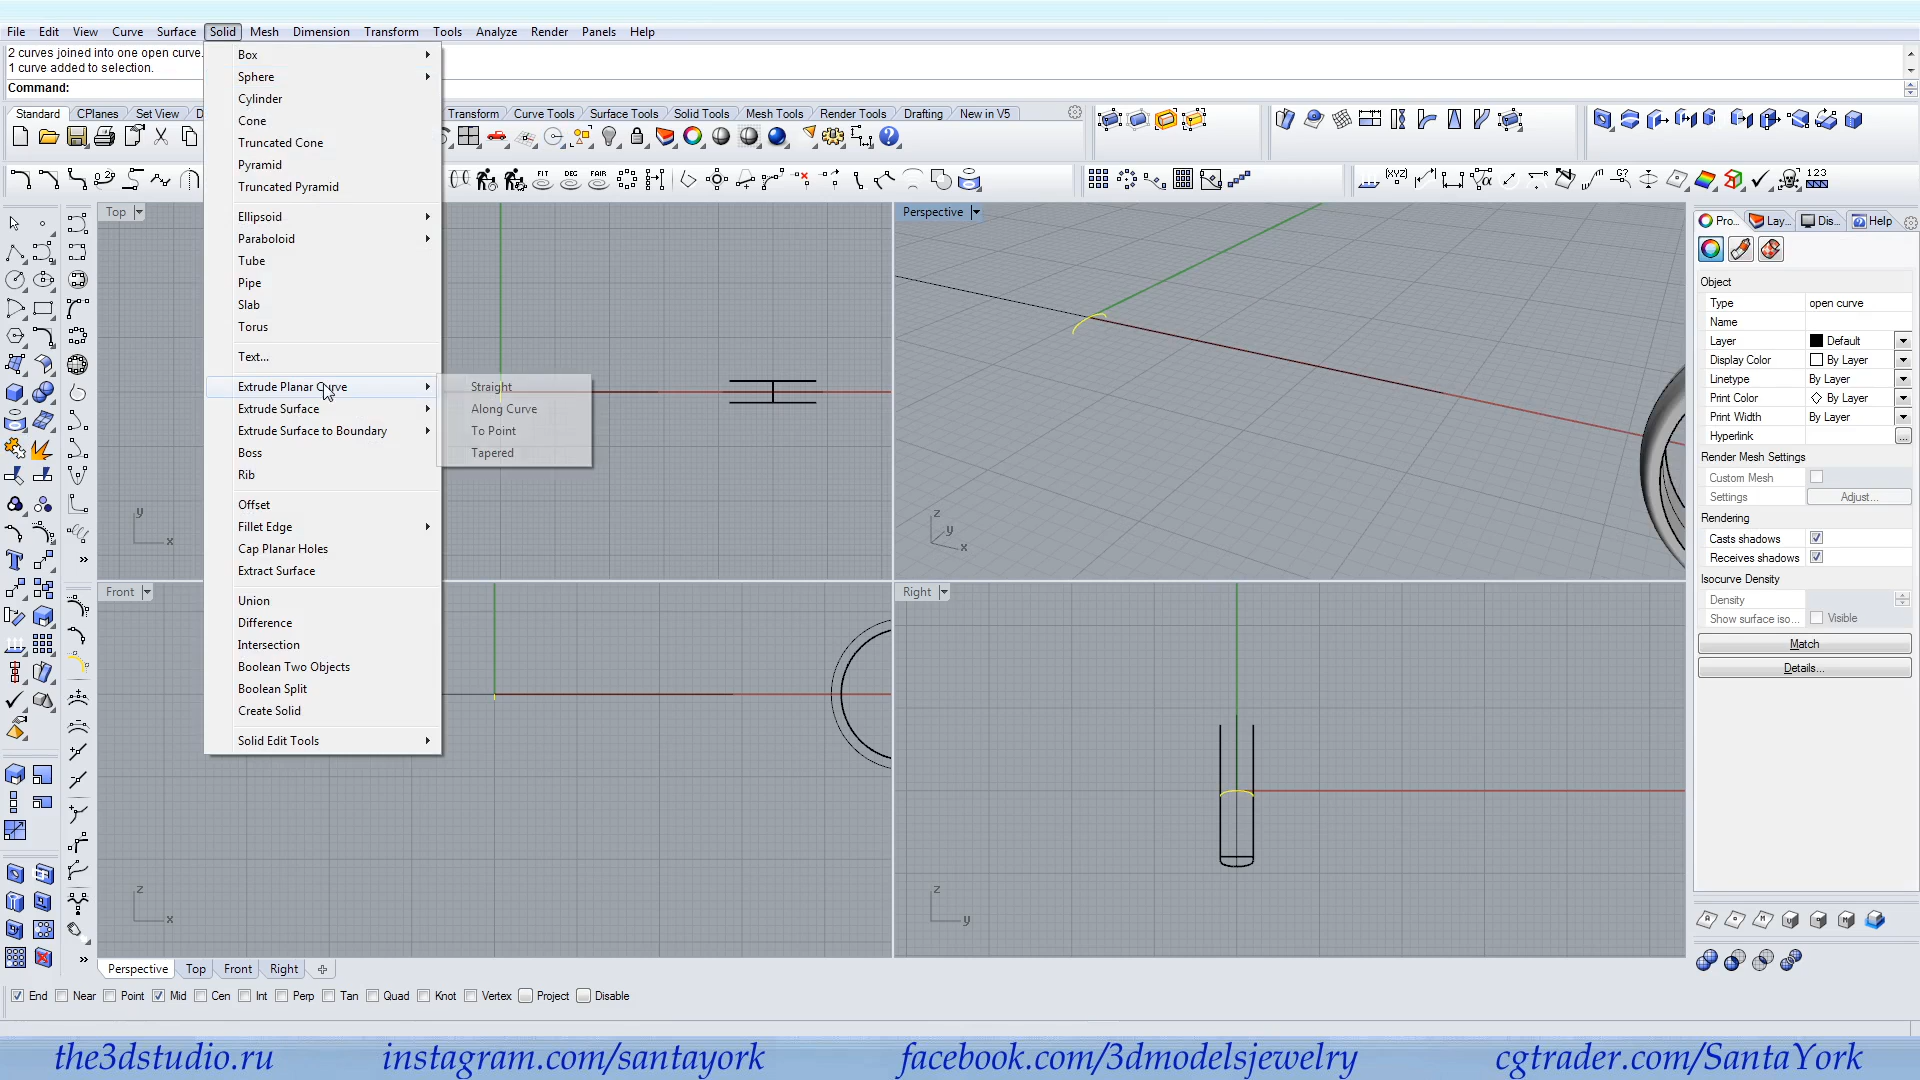 File Edit View Curve Surface Solid Mesh Dimension Transform Tools Analyze Render Panels Help
2 curves joined into one open curve.
1 curve added to selection.
Command:
Standard CPlanes Set View D Transform Curve Tools Surface Tools Solid Tools Mesh Tools Render Tools Drafting New in V5
Box
Sphere
Cylinder
Cone
Truncated Cone
Pyramid
Truncated Pyramid
Ellipsoid
Paraboloid
Tube
Pipe
Slab
Torus
Text...
Extrude Planar Curve
Extrude Surface
Extrude Surface to Boundary
Boss
Rib
Offset
Fillet Edge
Cap Planar Holes
Extract Surface
Union
Difference
Intersection
Boolean Two Objects
Boolean Split
Create Solid
Solid Edit Tools
Straight
Along Curve
To Point
Tapered
FIT DEG FAIR
XYZ G? 123
Top
y
x
Perspective
z
y
x
Front
z
x
Right
z
y
Pro... Lay... Dis... Help
Object
Type open curve
Name
Layer Default
Display Color By Layer
Linetype By Layer
Print Color By Layer
Print Width By Layer
Hyperlink ...
Render Mesh Settings
Custom Mesh
Settings Adjust...
Rendering
Casts shadows
Receives shadows
Isocurve Density
Density
Show surface iso... Visible
Match
Details...
Perspective Top Front Right
End Near Point Mid Cen Int Perp Tan Quad Knot Vertex Project Disable
the3dstudio.ru instagram.com/santayork facebook.com/3dmodelsjewelry cgtrader.com/SantaYork